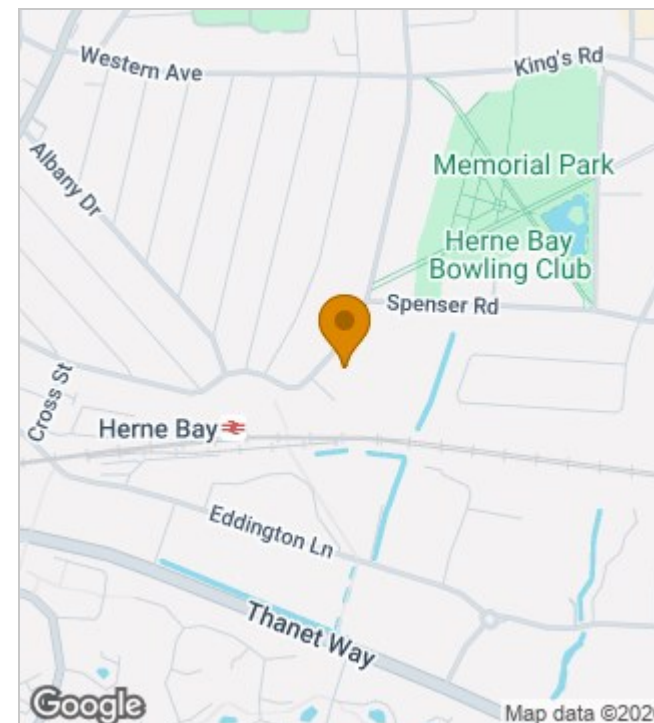 Western Ave
King's Rd
Albany Dr
Memorial Park
Herne Bay
Bowling Club
Spenser Rd
Cross St
Herne Bay
Eddington Ln
Thanet Way
Google
Map data ©202